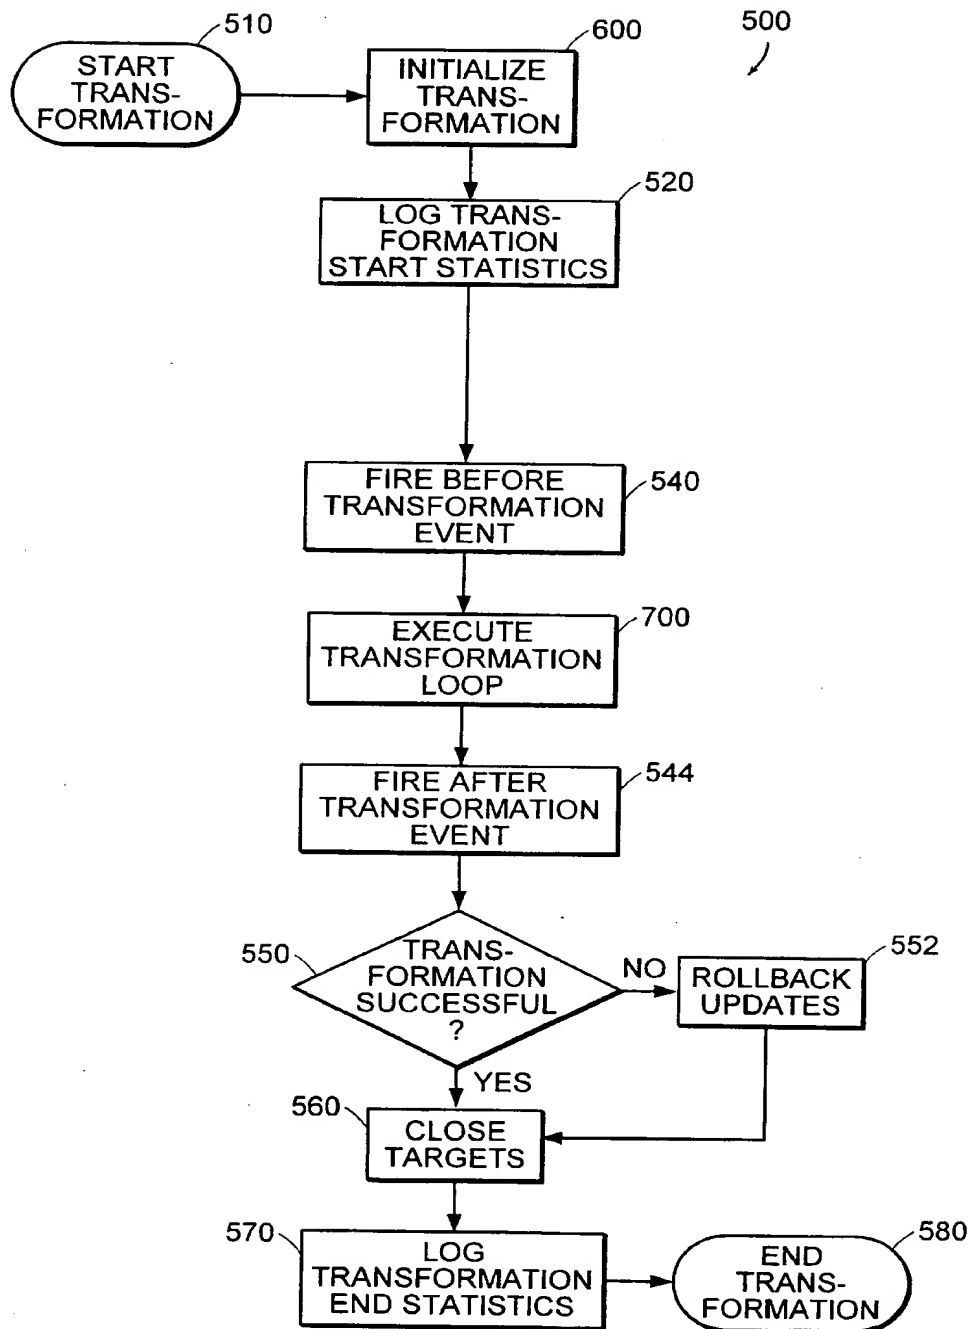 510
START
TRANS-
FORMATION
600
INITIALIZE
TRANS-
FORMATION
500
520
LOG TRANS-
FORMATION
START STATISTICS
FIRE BEFORE
TRANSFORMATION
EVENT
540
EXECUTE
TRANSFORMATION
LOOP
700
FIRE AFTER
TRANSFORMATION
EVENT
544
550
TRANS-
FORMATION
SUCCESSFUL
?
NO
552
ROLLBACK
UPDATES
YES
560
CLOSE
TARGETS
570
LOG
TRANSFORMATION
END STATISTICS
580
END
TRANS-
FORMATION